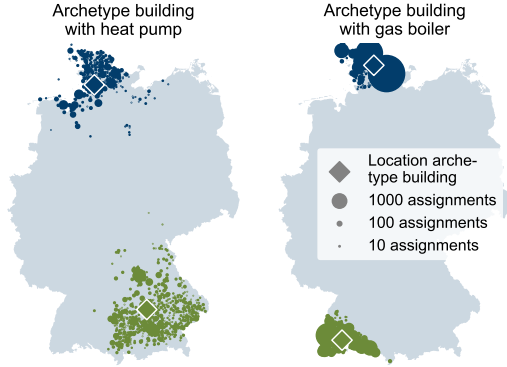 Archetype building
with heat pump
Archetype building
with gas boiler
Location arche-
type building
1000 assignments
100 assignments
10 assignments